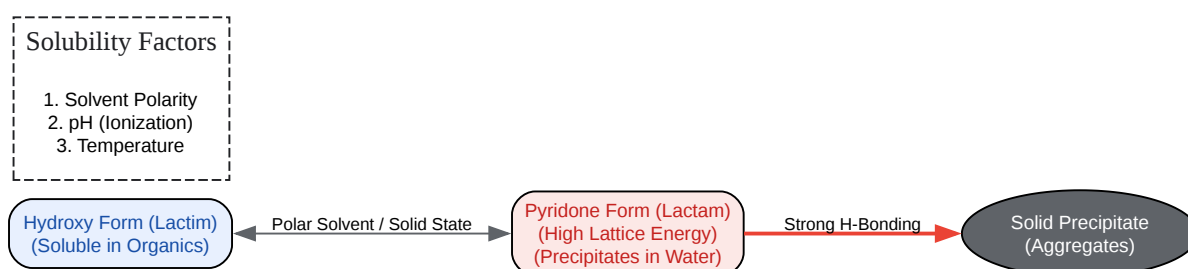 Solubility Factors
1. Solvent Polarity
2. pH (Ionization)
3. Temperature
Hydroxy Form (Lactim)
(Soluble in Organics)
Polar Solvent / Solid State
Pyridone Form (Lactam)
(High Lattice Energy)
(Precipitates in Water)
Strong H-Bonding
Solid Precipitate
(Aggregates)